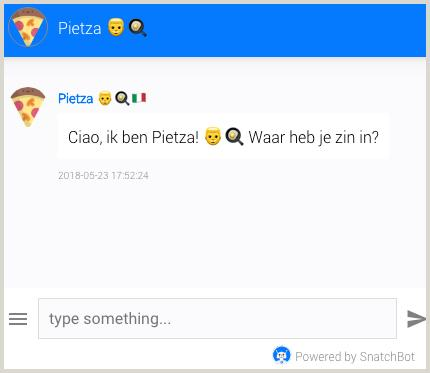 Pietza 👨🍳
Pietza 👨🍳🇮🇹
Ciao, ik ben Pietza! 👨🍳 Waar heb je zin in?
2018-05-23 17:52:24
type something...
Powered by SnatchBot